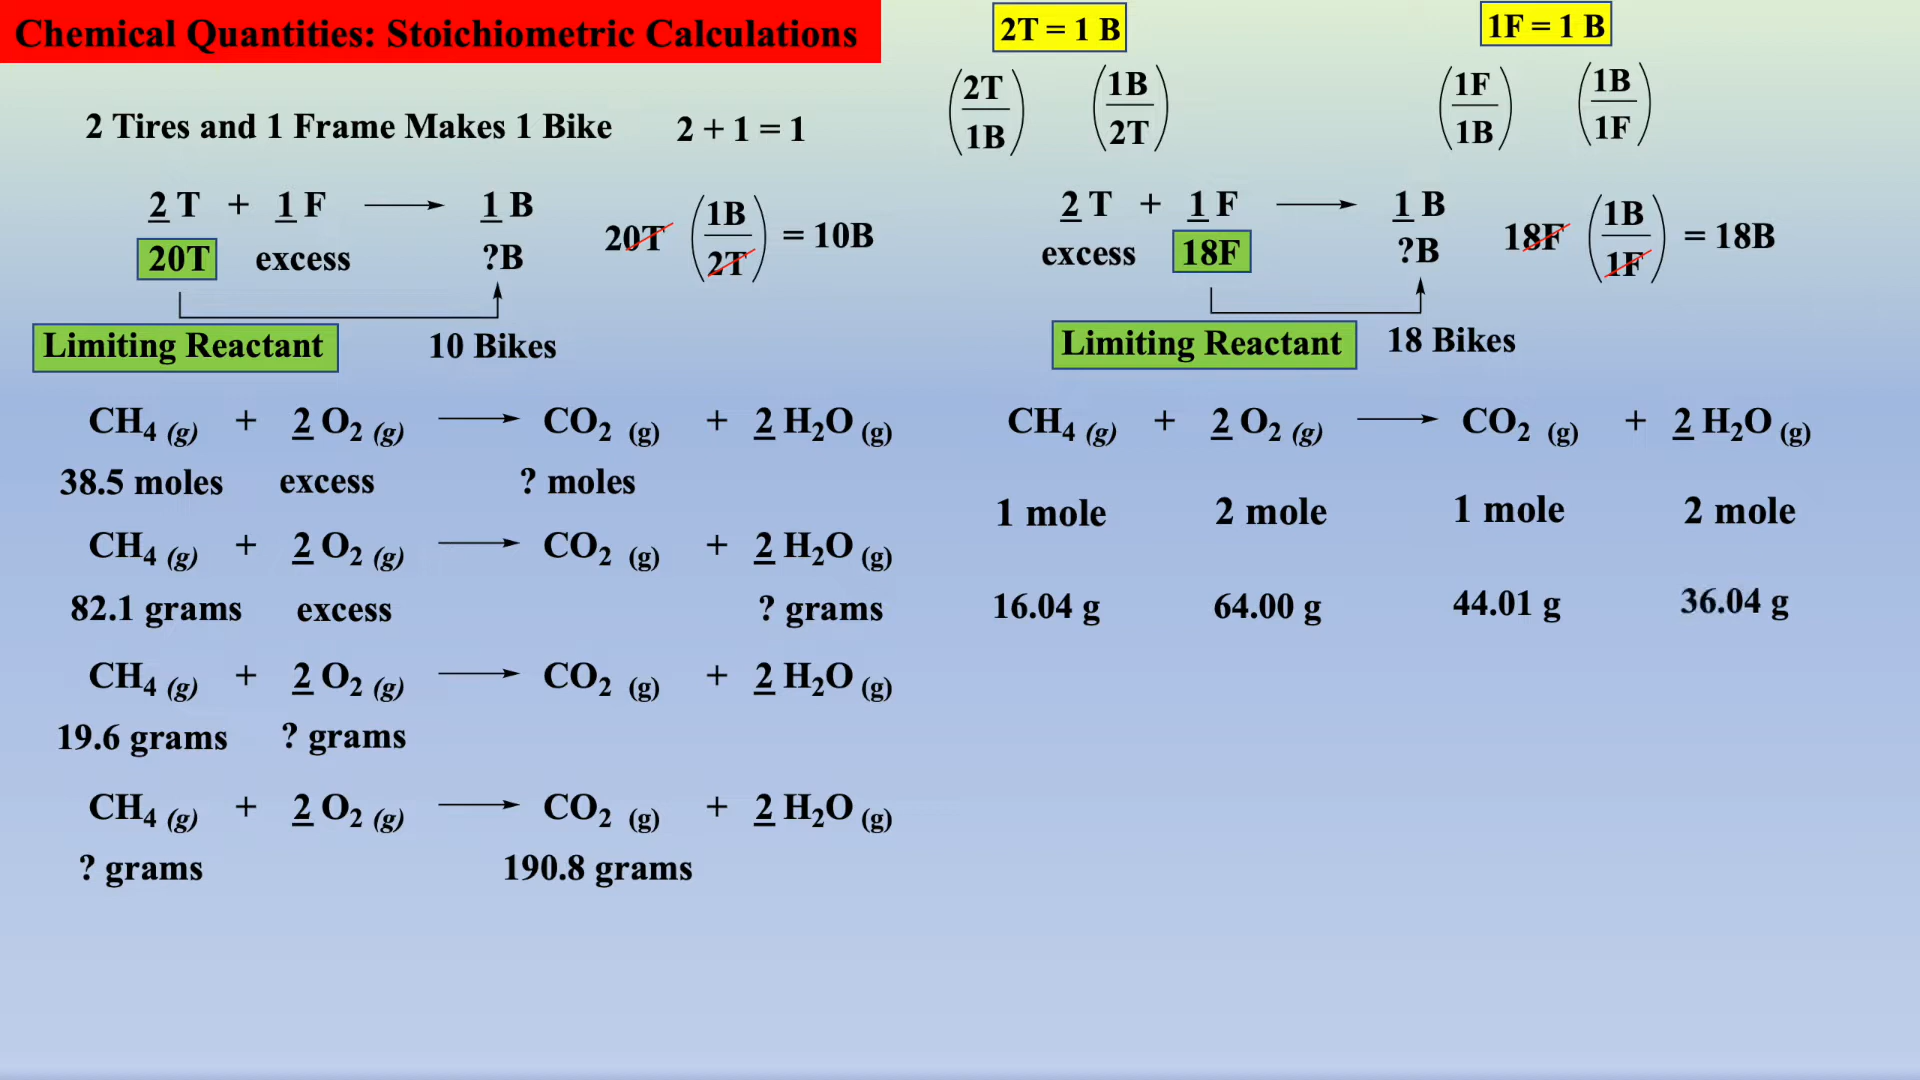 Chemical Quantities: Stoichiometric Calculations
2T = 1 B
1F = 1 B
2 Tires and 1 Frame Makes 1 Bike
2 + 1 = 1
(2T/1B)
(1B/2T)
(1F/1B)
(1B/1F)
2 T + 1 F ⟶ 1 B
20T excess ?B
20T (1B/2T) = 10B
Limiting Reactant
10 Bikes
2 T + 1 F ⟶ 1 B
excess 18F ?B
18F (1B/1F) = 18B
Limiting Reactant
18 Bikes
CH₄ (g) + 2 O₂ (g) ⟶ CO₂ (g) + 2 H₂O (g)
38.5 moles excess ? moles
CH₄ (g) + 2 O₂ (g) ⟶ CO₂ (g) + 2 H₂O (g)
82.1 grams excess ? grams
CH₄ (g) + 2 O₂ (g) ⟶ CO₂ (g) + 2 H₂O (g)
19.6 grams ? grams
CH₄ (g) + 2 O₂ (g) ⟶ CO₂ (g) + 2 H₂O (g)
? grams 190.8 grams
CH₄ (g) + 2 O₂ (g) ⟶ CO₂ (g) + 2 H₂O (g)
1 mole 2 mole 1 mole 2 mole
16.04 g 64.00 g 44.01 g 36.04 g